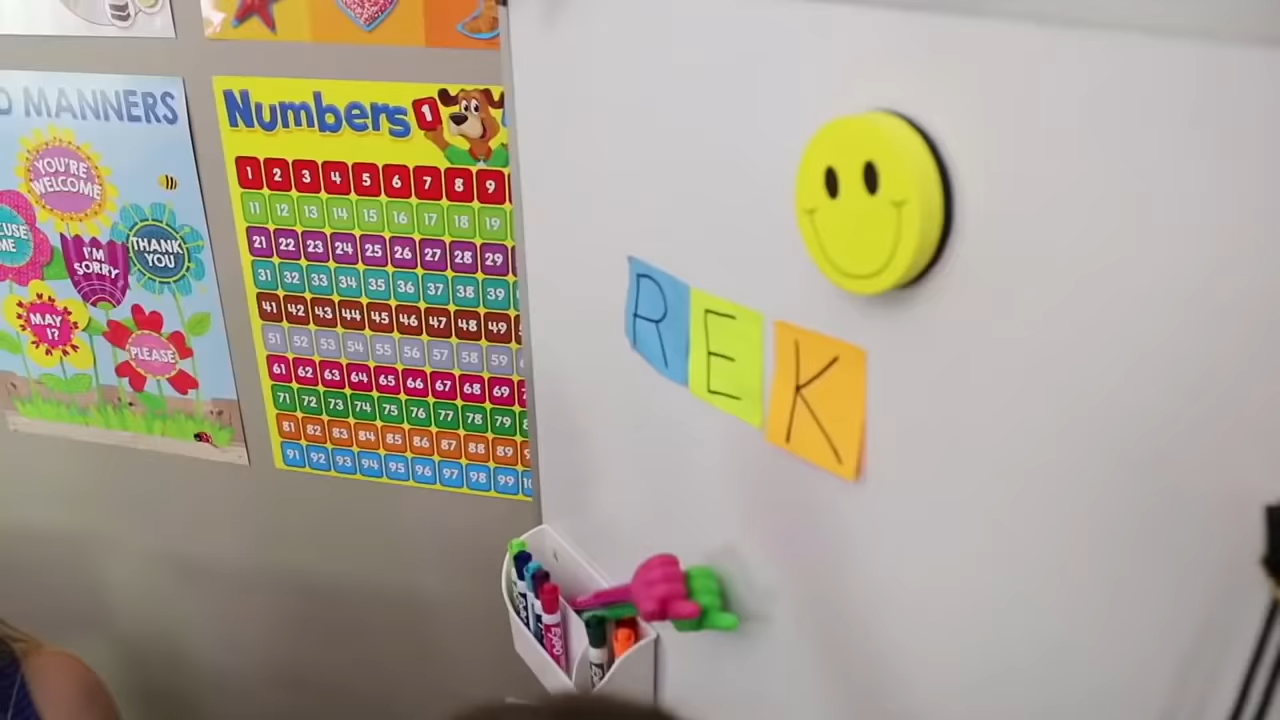 D MANNERS
YOU'RE
WELCOME
CUSE
ME
I'M
SORRY
THANK
YOU
MAY
I?
PLEASE
Numbers 1
1 2 3 4 5 6 7 8 9
11 12 13 14 15 16 17 18 19
21 22 23 24 25 26 27 28 29
31 32 33 34 35 36 37 38 39
41 42 43 44 45 46 47 48 49
51 52 53 54 55 56 57 58 59
61 62 63 64 65 66 67 68 69
71 72 73 74 75 76 77 78 79
81 82 83 84 85 86 87 88 89
91 92 93 94 95 96 97 98 99
R E K
EXPO